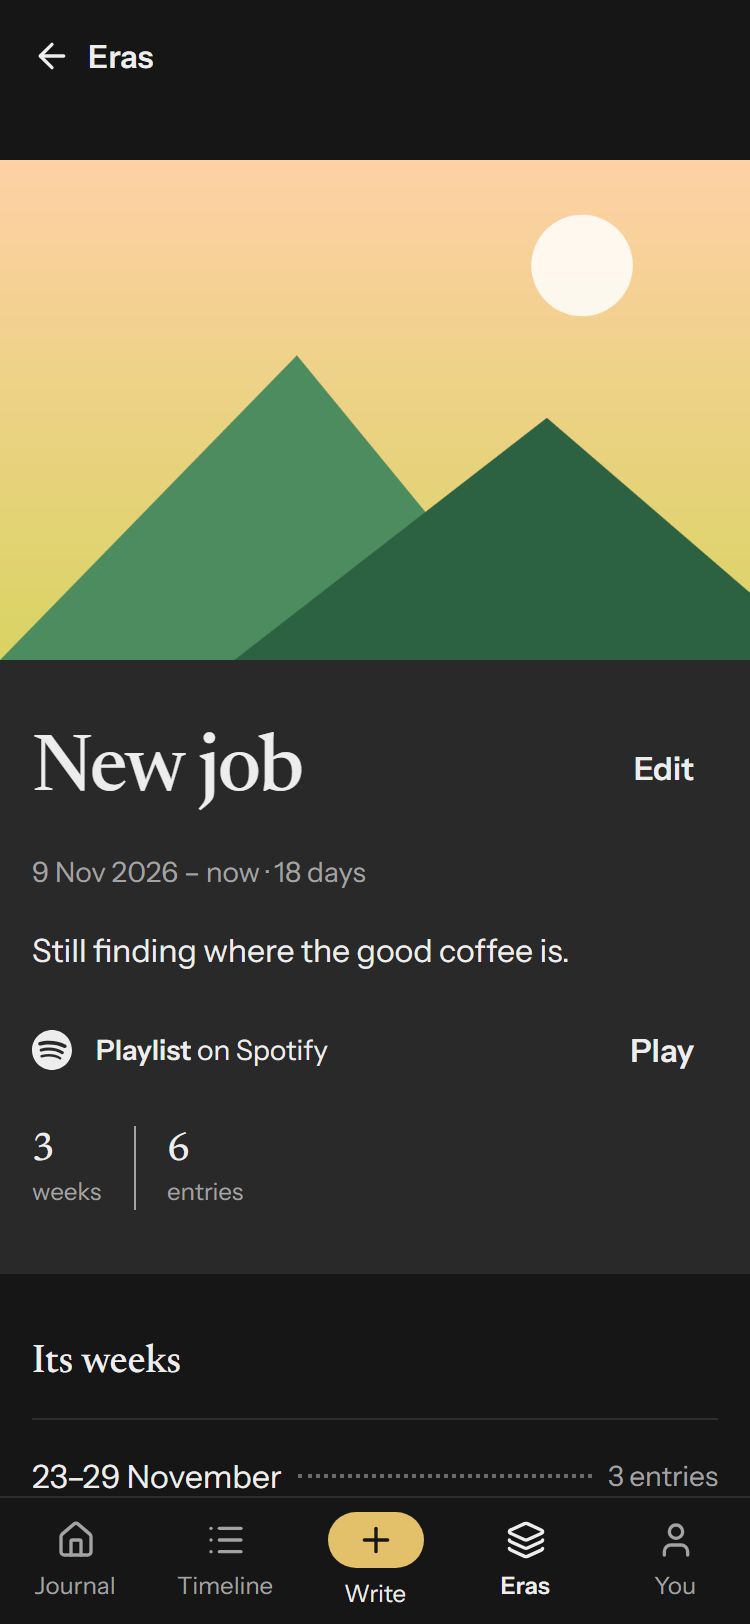 Eras
New job
Edit
9 Nov 2026 – now · 18 days
Still finding where the good coffee is.
Playlist on Spotify
Play
3
weeks
6
entries
Its weeks
23–29 November
3 entries
Journal
Timeline
Write
Eras
You